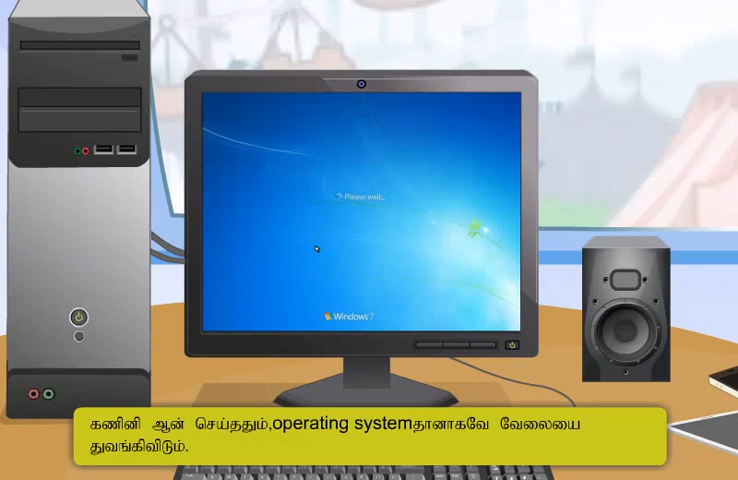 Please wait...
Windows 7
கணினி ஆன் செய்ததும்,operating systemதானாகவே வேலையை
துவங்கிவிடும்.